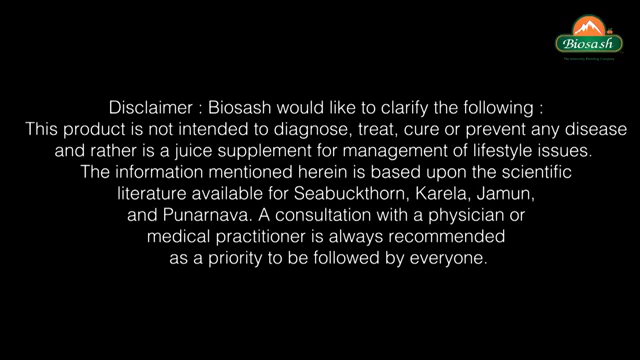 Biosash
Disclaimer : Biosash would like to clarify the following :
This product is not intended to diagnose, treat, cure or prevent any disease
and rather is a juice supplement for management of lifestyle issues.
The information mentioned herein is based upon the scientific
literature available for Seabuckthorn, Karela, Jamun,
and Punarnava. A consultation with a physician or
medical practitioner is always recommended
as a priority to be followed by everyone.